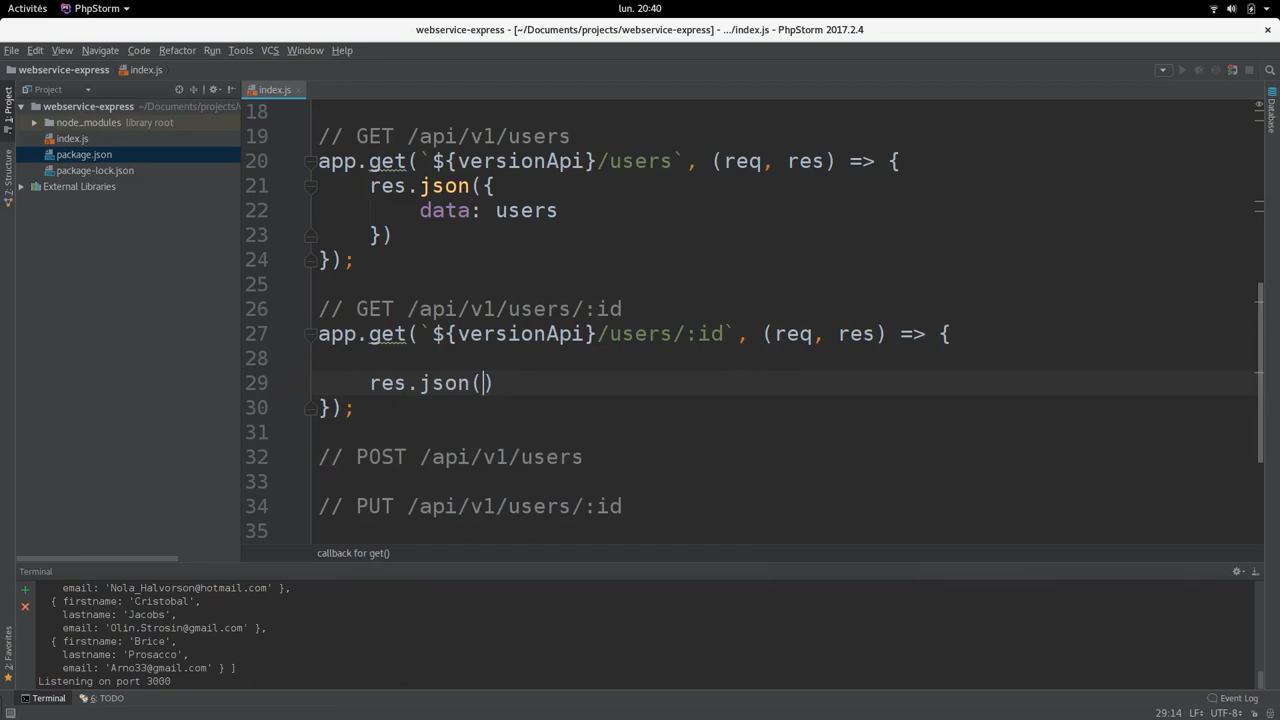 Activités PhpStorm lun. 20:40
webservice-express - [~/Documents/projects/webservice-express] - .../index.js - PhpStorm 2017.2.4
File Edit View Navigate Code Refactor Run Tools VCS Window Help
webservice-express index.js
Project
index.js
1: Project
Z: Structure
2: Favorites
Database
webservice-express ~/Documents/projects/
node_modules library root
index.js
package.json
package-lock.json
External Libraries
18
19 // GET /api/v1/users
20 app.get(`${versionApi}/users`, (req, res) => {
21 res.json({
22 data: users
23 })
24 });
25
26 // GET /api/v1/users/:id
27 app.get(`${versionApi}/users/:id`, (req, res) => {
28
29 res.json()
30 });
31
32 // POST /api/v1/users
33
34 // PUT /api/v1/users/:id
35
callback for get()
Terminal
email: 'Nola_Halvorson@hotmail.com' },
{ firstname: 'Cristobal',
lastname: 'Jacobs',
email: 'Olin.Strosin@gmail.com' },
{ firstname: 'Brice',
lastname: 'Prosacco',
email: 'Arno33@gmail.com' } ]
Listening on port 3000
Terminal 6: TODO Event Log
29:14 LF UTF-8